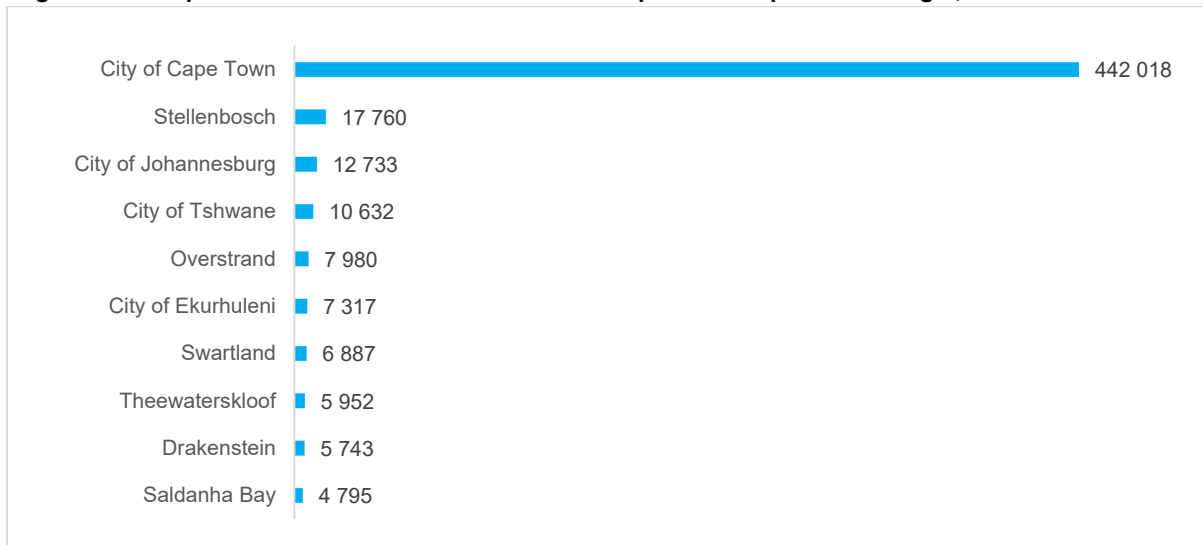 City of Cape Town 442 018
Stellenbosch 17 760
City of Johannesburg 12 733
City of Tshwane 10 632
Overstrand 7 980
City of Ekurhuleni 7 317
Swartland 6 887
Theewaterskloof 5 952
Drakenstein 5 743
Saldanha Bay 4 795